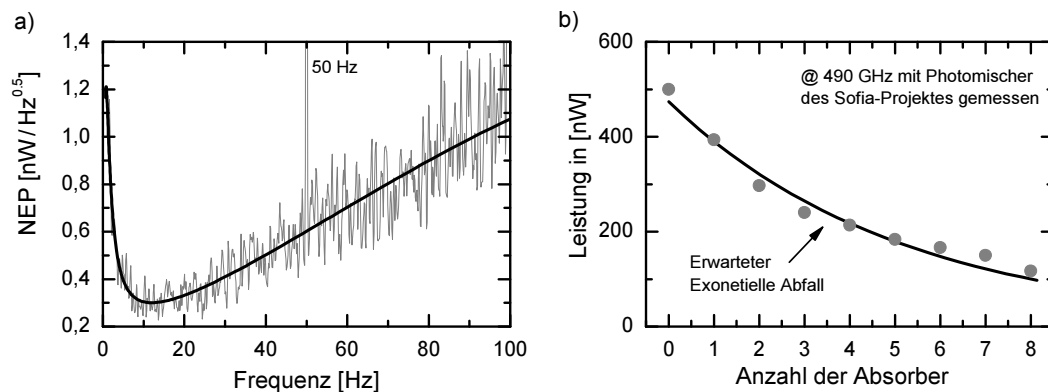 a)
NEP [nW / Hz^0.5]
1,4
1,2
1,0
0,8
0,6
0,4
0,2
50 Hz
0 20 40 60 80 100
Frequenz [Hz]
b)
Leistung in [nW]
600
400
200
0
@ 490 GHz mit Photomischer
des Sofia-Projektes gemessen
Erwarteter
Exonetielle Abfall
0 1 2 3 4 5 6 7 8
Anzahl der Absorber